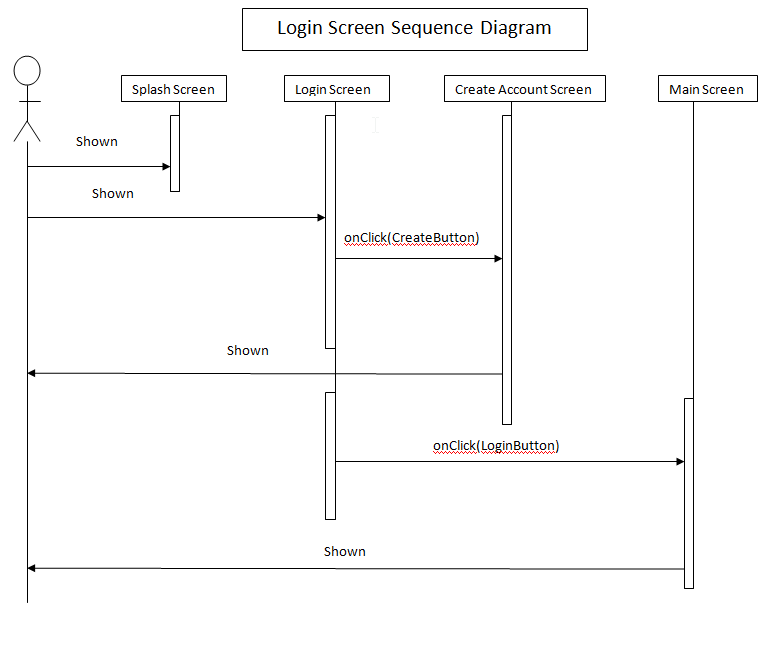 Login Screen Sequence Diagram
Splash Screen
Login Screen
Create Account Screen
Main Screen
Shown
Shown
onClick(CreateButton)
Shown
onClick(LoginButton)
Shown